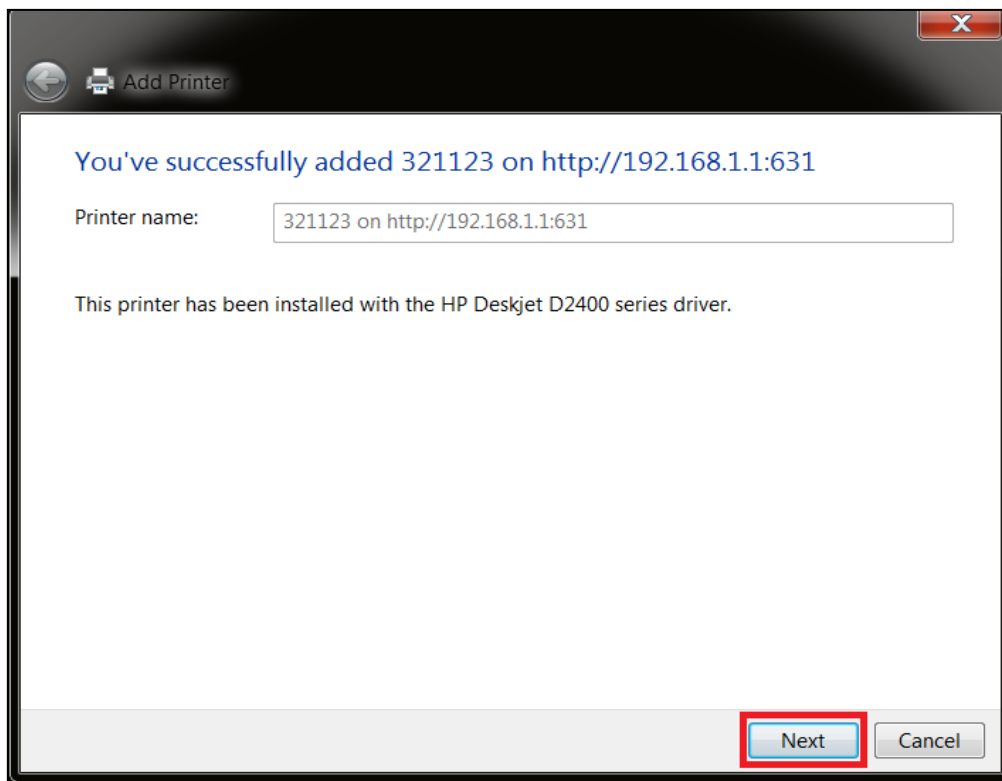 Add Printer
You've successfully added 321123 on http://192.168.1.1:631
Printer name: 321123 on http://192.168.1.1:631
This printer has been installed with the HP Deskjet D2400 series driver.
Next Cancel